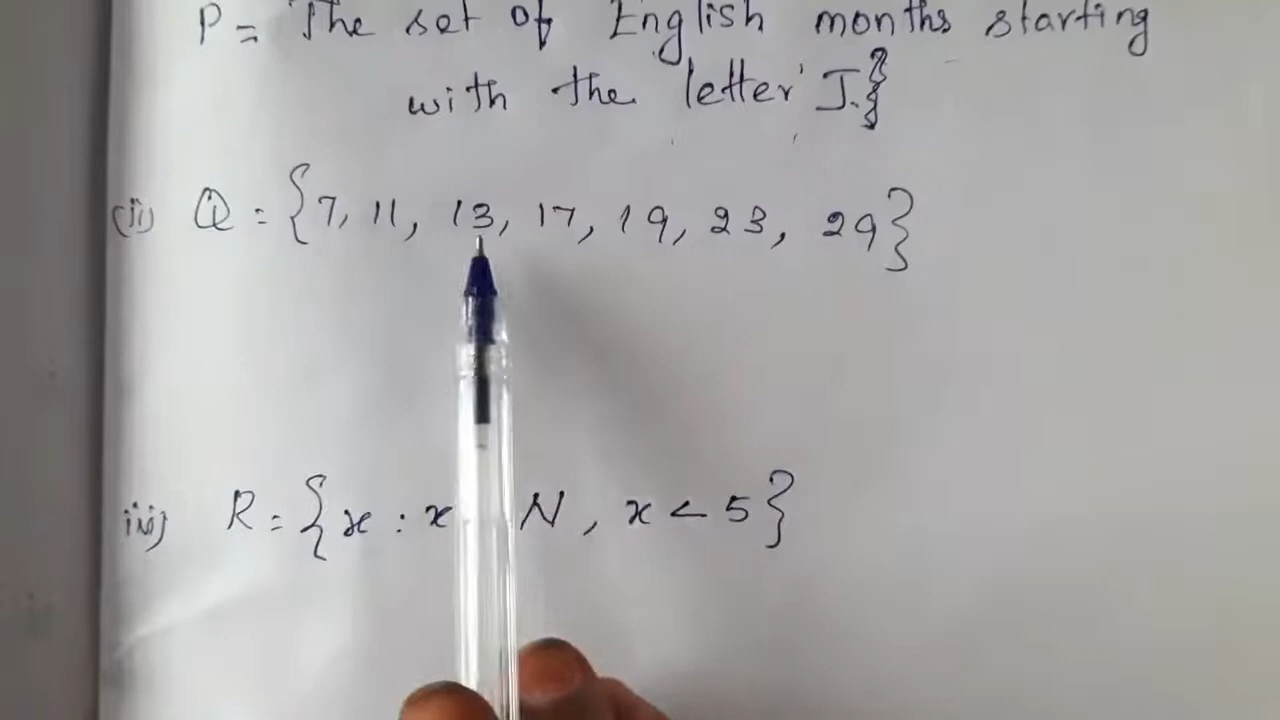 P = The set of English months starting
with the letter 'J.}
(ii) Q = {7, 11, 13, 17, 19, 23, 29}
iii) R = {x : x N, x < 5}